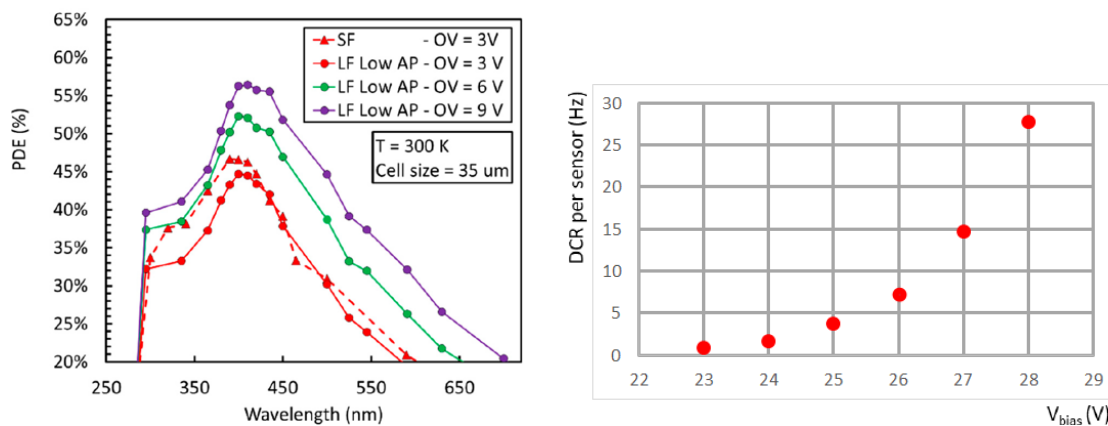 65%
60%
55%
50%
45%
40%
35%
30%
25%
20%
PDE (%)
SF - OV = 3V
LF Low AP - OV = 3 V
LF Low AP - OV = 6 V
LF Low AP - OV = 9 V
T = 300 K
Cell size = 35 um
250 350 450 550 650
Wavelength (nm)
DCR per sensor (Hz)
30
25
20
15
10
5
0
22 23 24 25 26 27 28 29
V_bias (V)